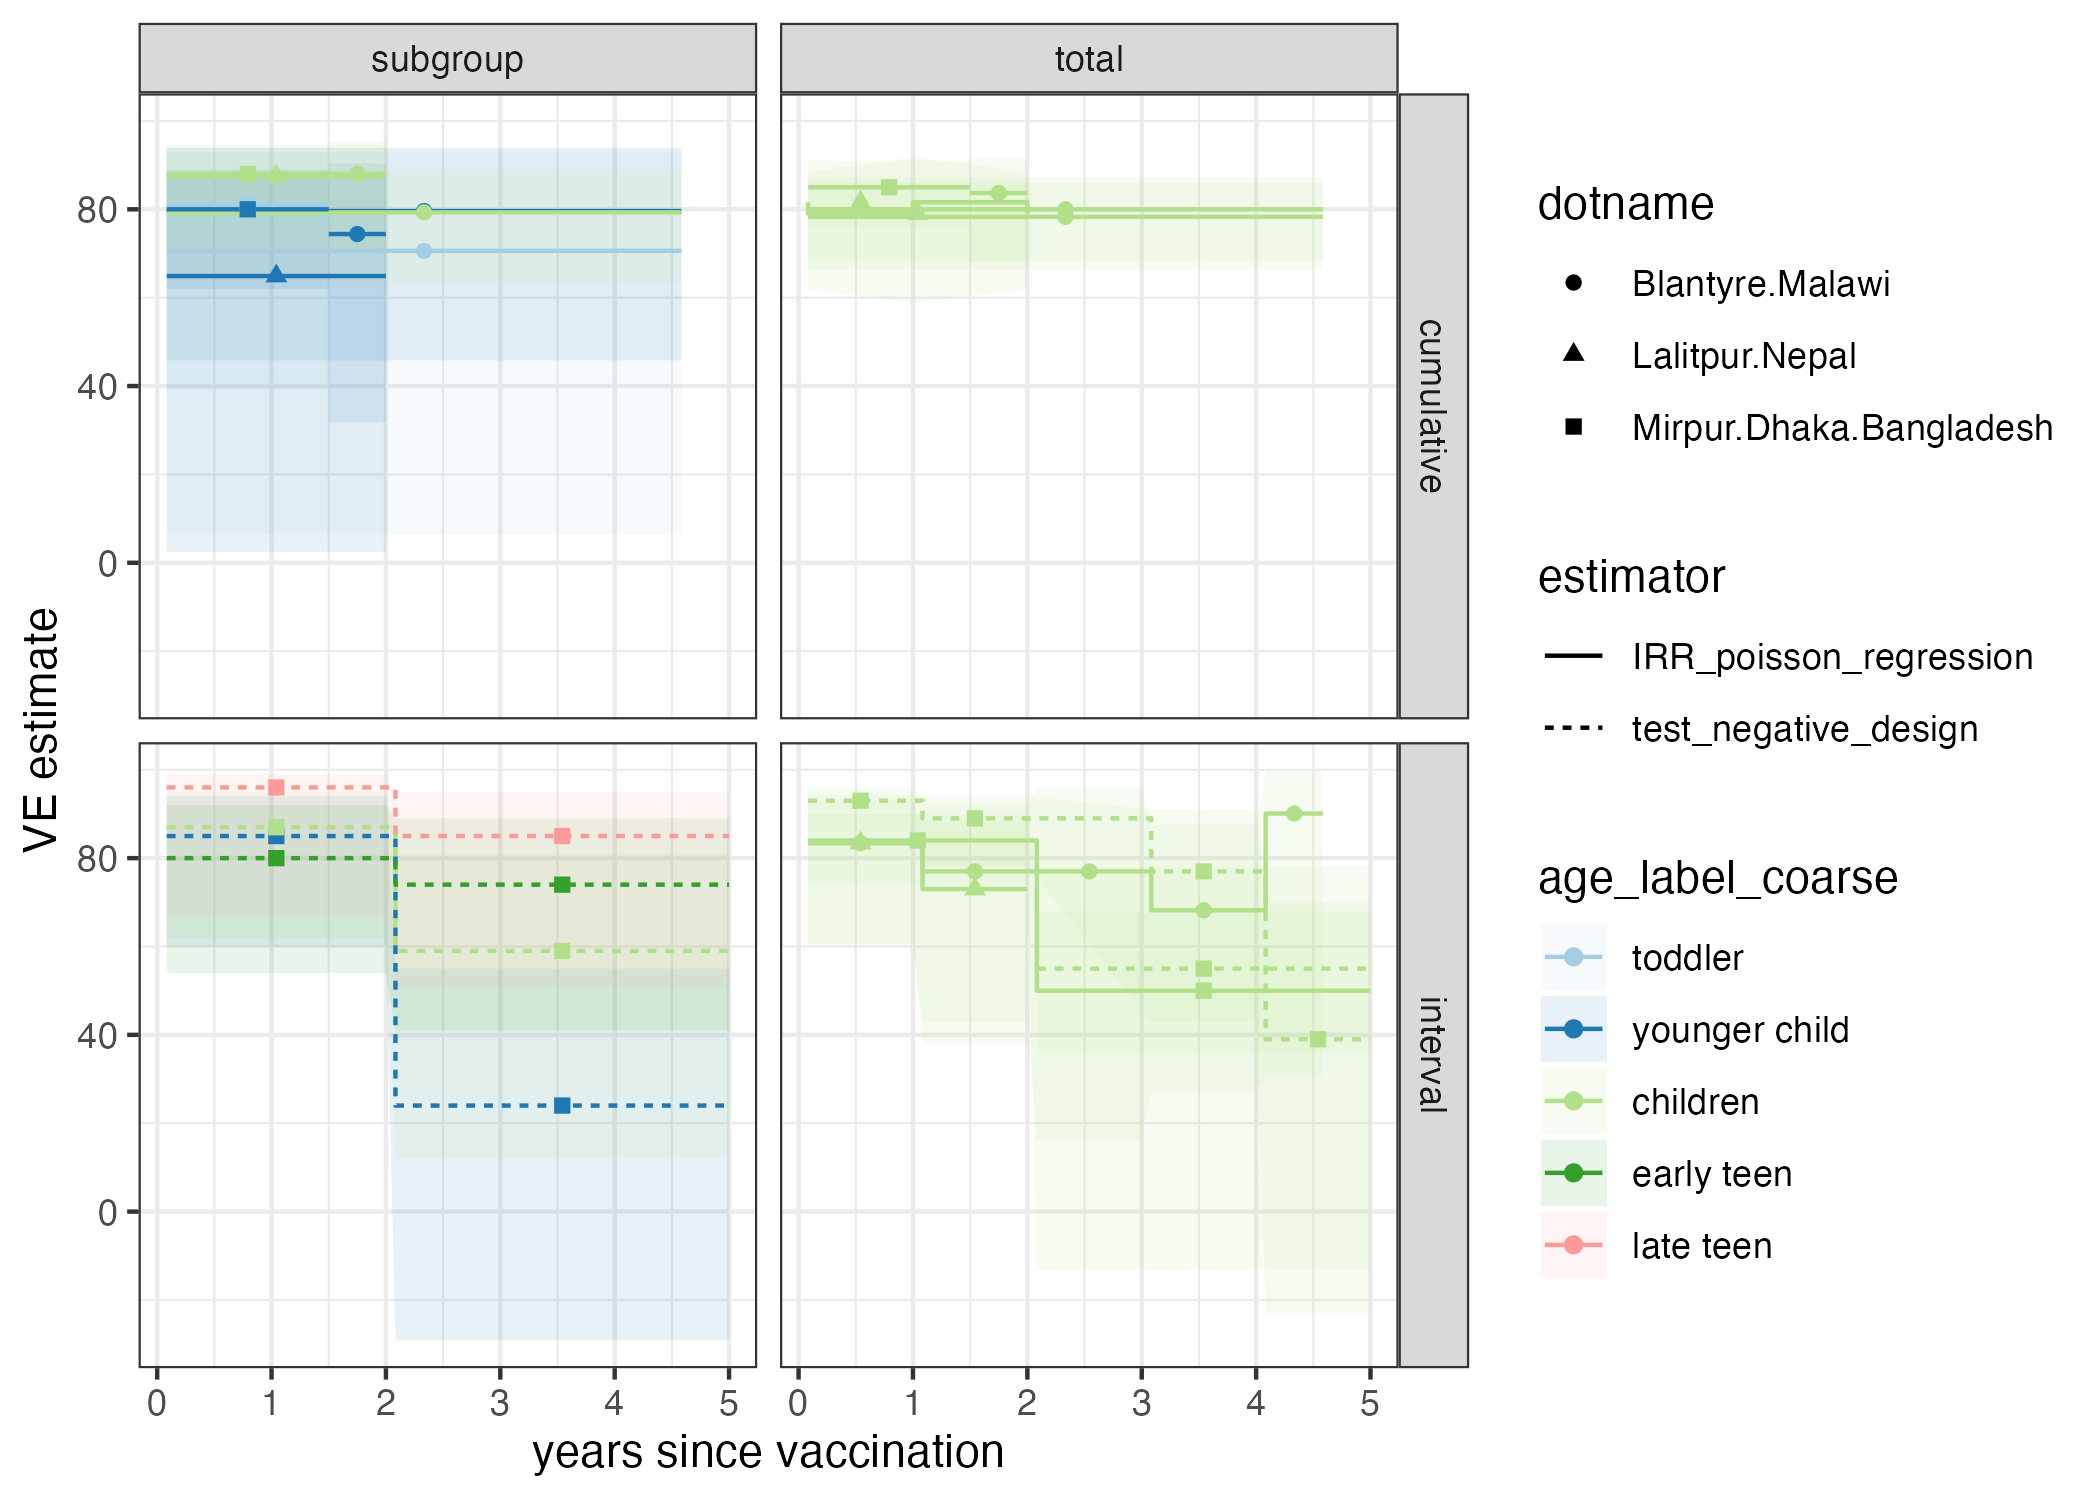 subgroup
total
cumulative
interval
VE estimate
80
40
0
80
40
0
0 1 2 3 4 5
0 1 2 3 4 5
years since vaccination
dotname
Blantyre.Malawi
Lalitpur.Nepal
Mirpur.Dhaka.Bangladesh
estimator
IRR_poisson_regression
test_negative_design
age_label_coarse
toddler
younger child
children
early teen
late teen